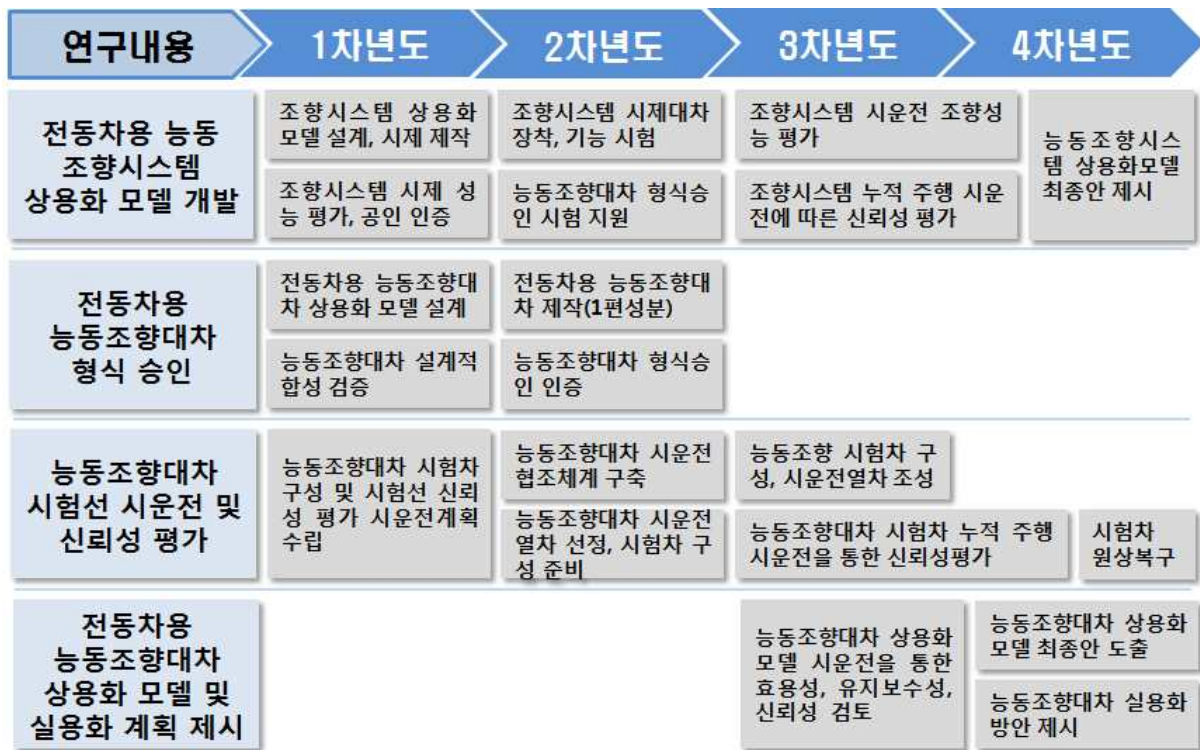 연구내용
1차년도
2차년도
3차년도
4차년도
전동차용 능동
조향시스템
상용화 모델 개발
조향시스템 상용화
모델 설계, 시제 제작
조향시스템 시제 성
능 평가, 공인 인증
조향시스템 시제대차
장착, 기능 시험
능동조향대차 형식승
인 시험 지원
조향시스템 시운전 조향성
능 평가
조향시스템 누적 주행 시운
전에 따른 신뢰성 평가
능동조향시스
템 상용화모델
최종안 제시
전동차용
능동조향대차
형식 승인
전동차용 능동조향대
차 상용화 모델 설계
능동조향대차 설계적
합성 검증
전동차용 능동조향대
차 제작(1편성분)
능동조향대차 형식승
인 인증
능동조향대차
시험선 시운전 및
신뢰성 평가
능동조향대차 시험차
구성 및 시험선 신뢰
성 평가 시운전계획
수립
능동조향대차 시운전
협조체계 구축
능동조향대차 시운전
열차 선정, 시험차 구
성 준비
능동조향 시험차 구
성, 시운전열차 조성
능동조향대차 시험차 누적 주행
시운전을 통한 신뢰성평가
시험차
원상복구
전동차용
능동조향대차
상용화 모델 및
실용화 계획 제시
능동조향대차 상용화
모델 시운전을 통한
효용성, 유지보수성,
신뢰성 검토
능동조향대차 상용화
모델 최종안 도출
능동조향대차 실용화
방안 제시